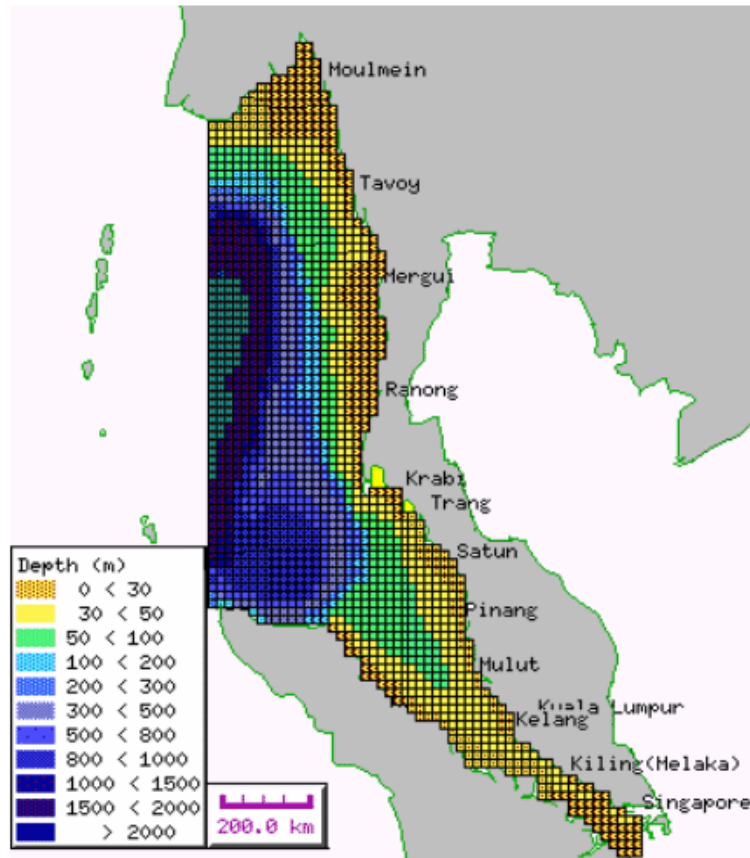 Moulmein
Tavoy
Mergui
Ranong
Krabi
Trang
Satun
Pinang
Mulut
Kuala Lumpur
Kelang
Kiling(Melaka)
Singapore
Depth (m)
0 < 30
30 < 50
50 < 100
100 < 200
200 < 300
300 < 500
500 < 800
800 < 1000
1000 < 1500
1500 < 2000
> 2000
200.0 km